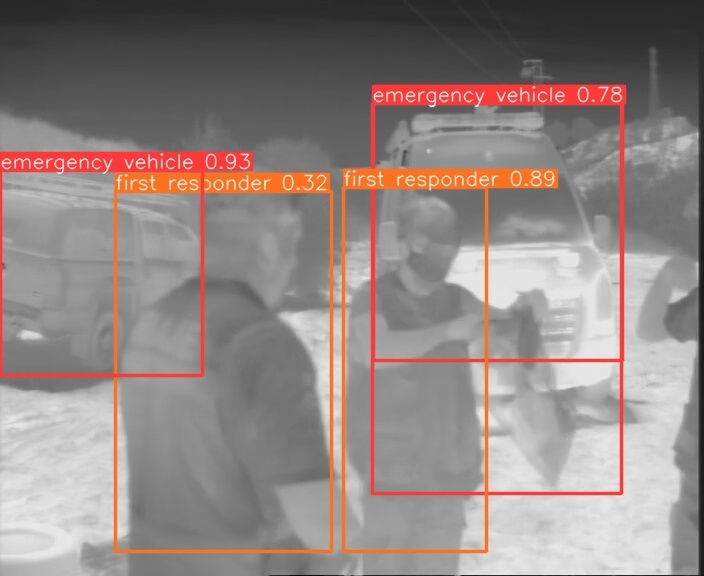 emergency vehicle 0.78
emergency vehicle 0.93
first responder 0.32
first responder 0.89